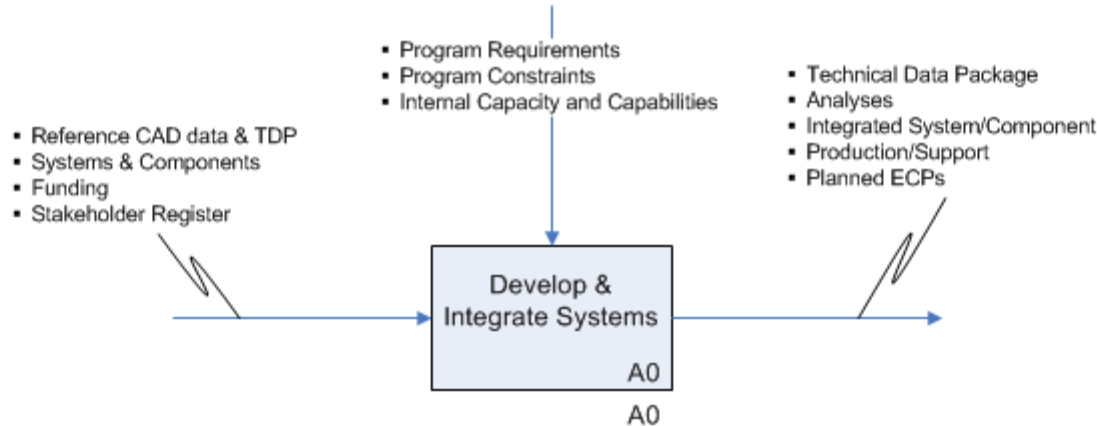 ▪ Program Requirements
▪ Program Constraints
▪ Internal Capacity and Capabilities
▪ Reference CAD data & TDP
▪ Systems & Components
▪ Funding
▪ Stakeholder Register
▪ Technical Data Package
▪ Analyses
▪ Integrated System/Component
▪ Production/Support
▪ Planned ECPs
Develop &
Integrate Systems
A0
A0